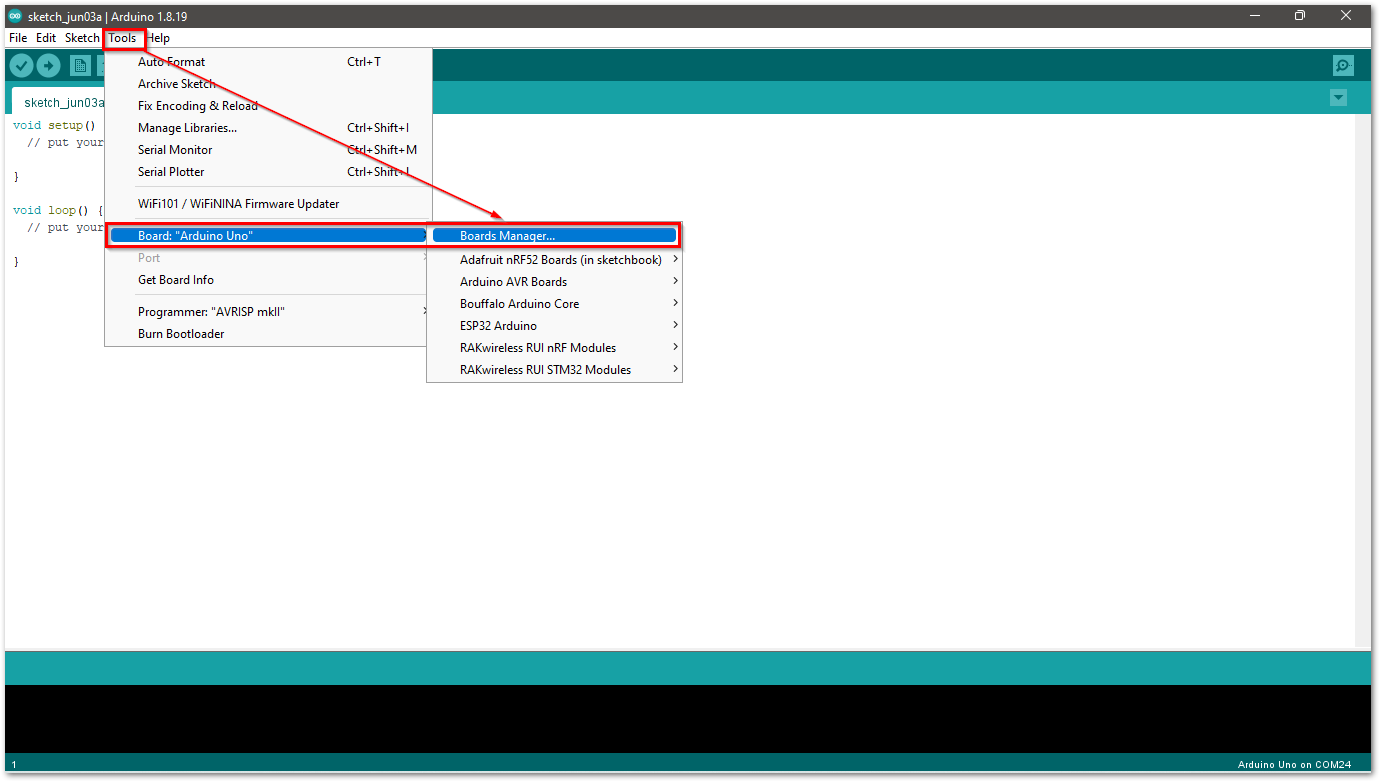 sketch_jun03a | Arduino 1.8.19
File Edit Sketch Tools Help
sketch_jun03a
void setup()
// put your
}
void loop() {
// put your
}
Auto Format Ctrl+T
Archive Sketch
Fix Encoding & Reload
Manage Libraries... Ctrl+Shift+I
Serial Monitor Ctrl+Shift+M
Serial Plotter Ctrl+Shift+L
WiFi101 / WiFiNINA Firmware Updater
Board: "Arduino Uno"
Port
Get Board Info
Programmer: "AVRISP mkII"
Burn Bootloader
Boards Manager...
Adafruit nRF52 Boards (in sketchbook)
Arduino AVR Boards
Bouffalo Arduino Core
ESP32 Arduino
RAKwireless RUI nRF Modules
RAKwireless RUI STM32 Modules
1
Arduino Uno on COM24